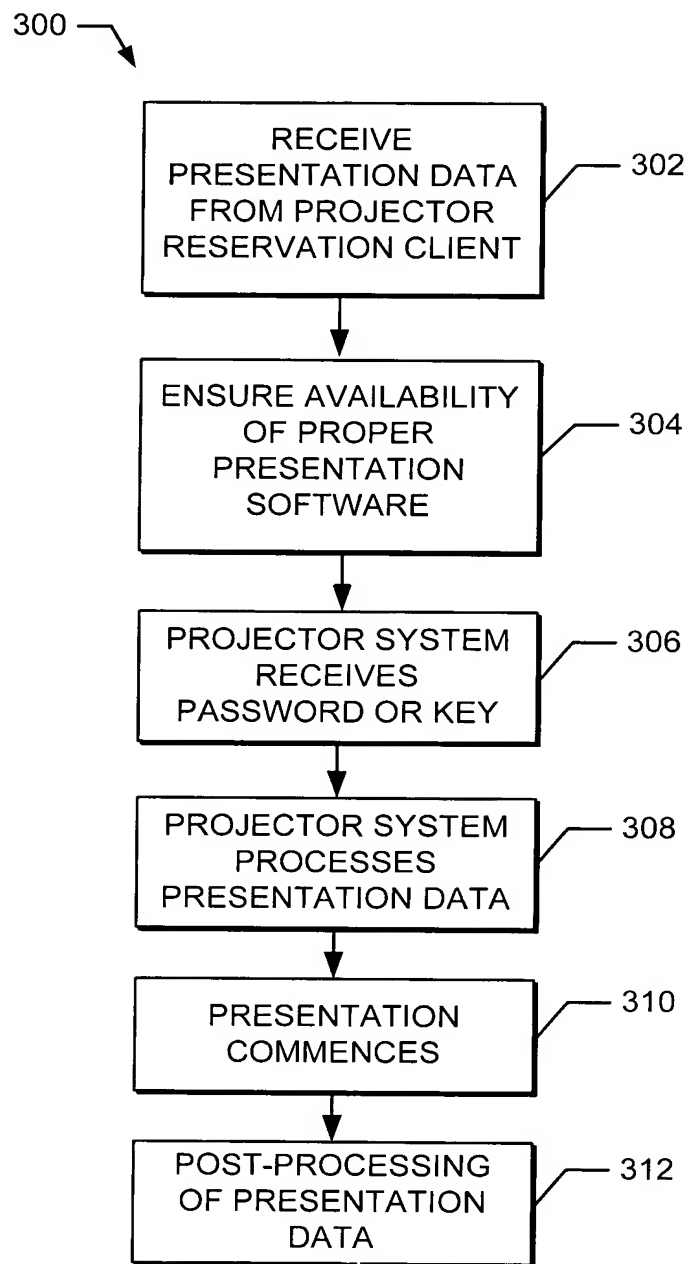 300
RECEIVE
PRESENTATION DATA
FROM PROJECTOR
RESERVATION CLIENT
302
ENSURE AVAILABILITY
OF PROPER
PRESENTATION
SOFTWARE
304
PROJECTOR SYSTEM
RECEIVES
PASSWORD OR KEY
306
PROJECTOR SYSTEM
PROCESSES
PRESENTATION DATA
308
PRESENTATION
COMMENCES
310
POST-PROCESSING
OF PRESENTATION
DATA
312